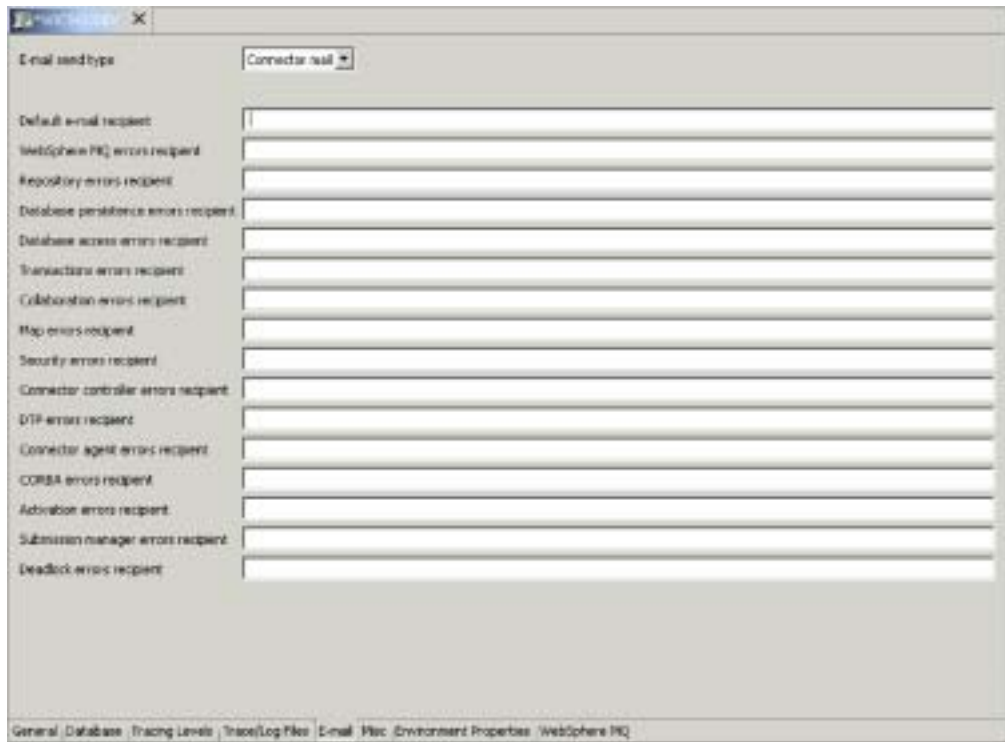 E-mail send type Connector mail
Default e-mail recipient
WebSphere MQ errors recipient
Repository errors recipient
Database persistence errors recipient
Database access errors recipient
Transactions errors recipient
Collaboration errors recipient
Map errors recipient
Security errors recipient
Connector controller errors recipient
DTP errors recipient
Connector agent errors recipient
CORBA errors recipient
Activation errors recipient
Submission manager errors recipient
Deadlock errors recipient
General Database Tracing Levels Trace/Log Files E-mail Misc Environment Properties WebSphere MQ